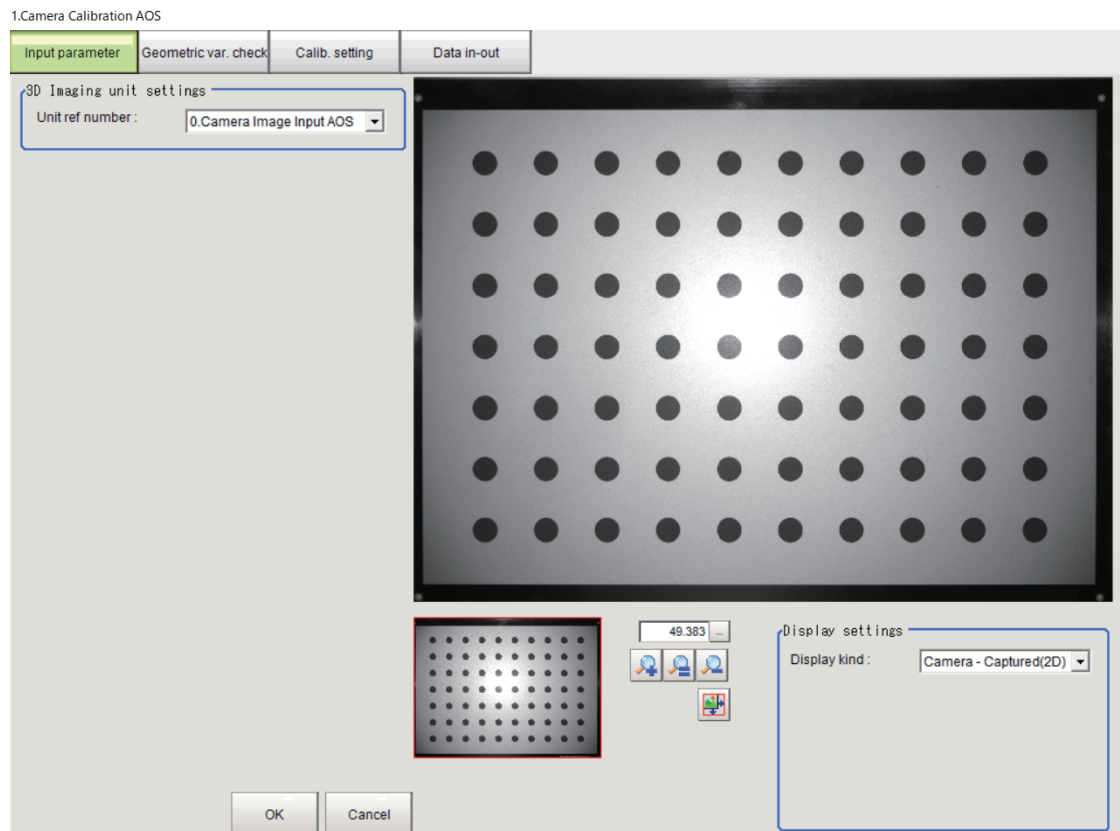 1.Camera Calibration AOS
Input parameter
Geometric var. check
Calib. setting
Data in-out
3D Imaging unit settings
Unit ref number :
0.Camera Image Input AOS
49.383
...
Display settings
Display kind :
Camera - Captured(2D)
OK
Cancel